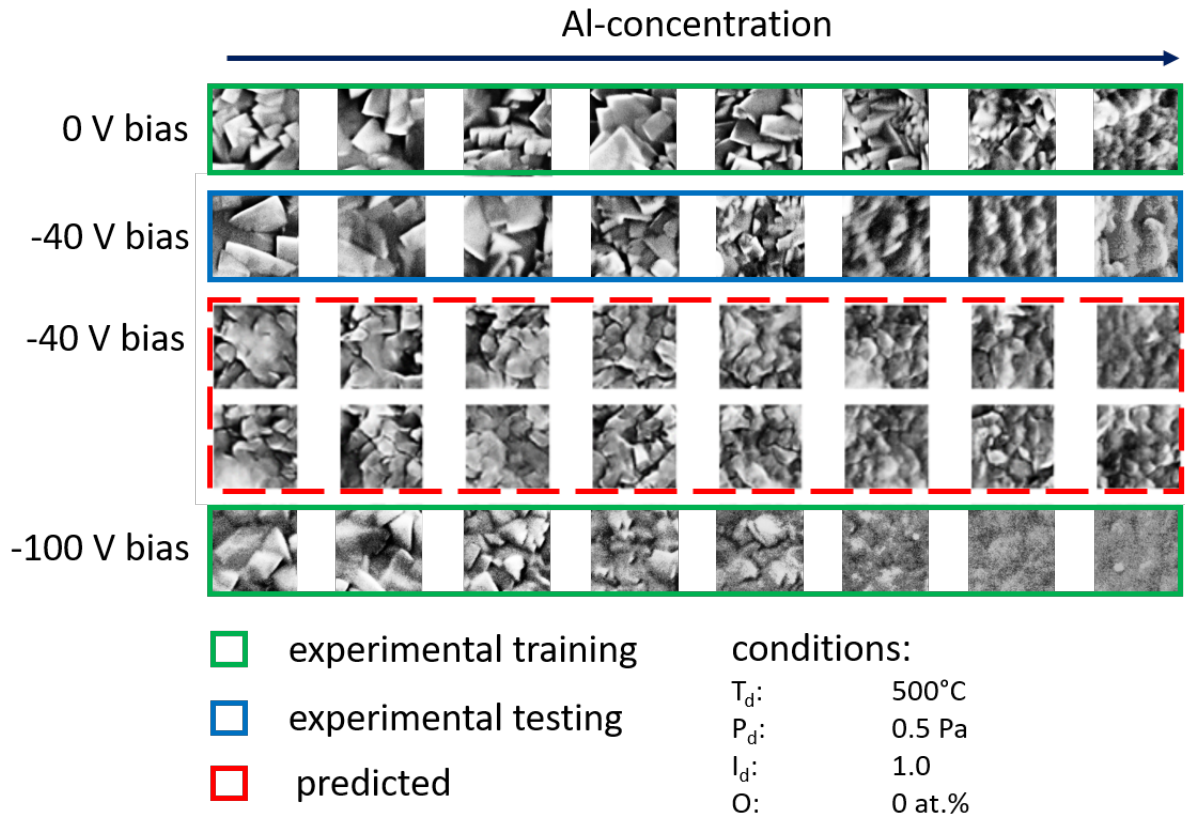 Al-concentration
0 V bias
-40 V bias
-40 V bias
-100 V bias
experimental training
experimental testing
predicted
conditions:
Td: 500°C
Pd: 0.5 Pa
Id: 1.0
O: 0 at.%